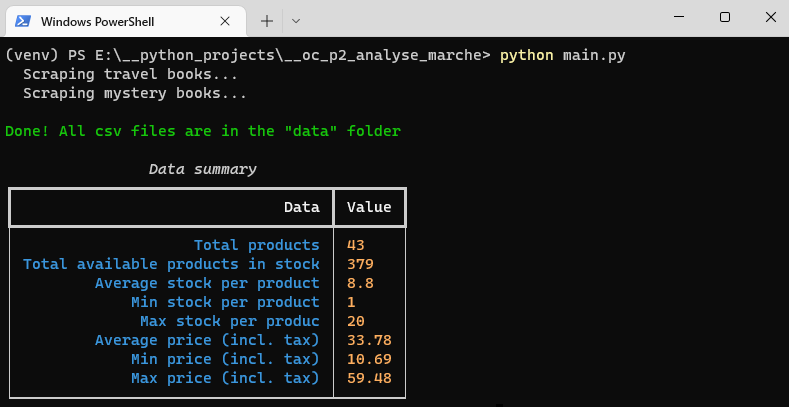 Windows PowerShell
(venv) PS E:\__python_projects\__oc_p2_analyse_marche> python main.py
Scraping travel books...
Scraping mystery books...
Done! All csv files are in the "data" folder
Data summary
Data Value
Total products 43
Total available products in stock 379
Average stock per product 8.8
Min stock per product 1
Max stock per produc 20
Average price (incl. tax) 33.78
Min price (incl. tax) 10.69
Max price (incl. tax) 59.48